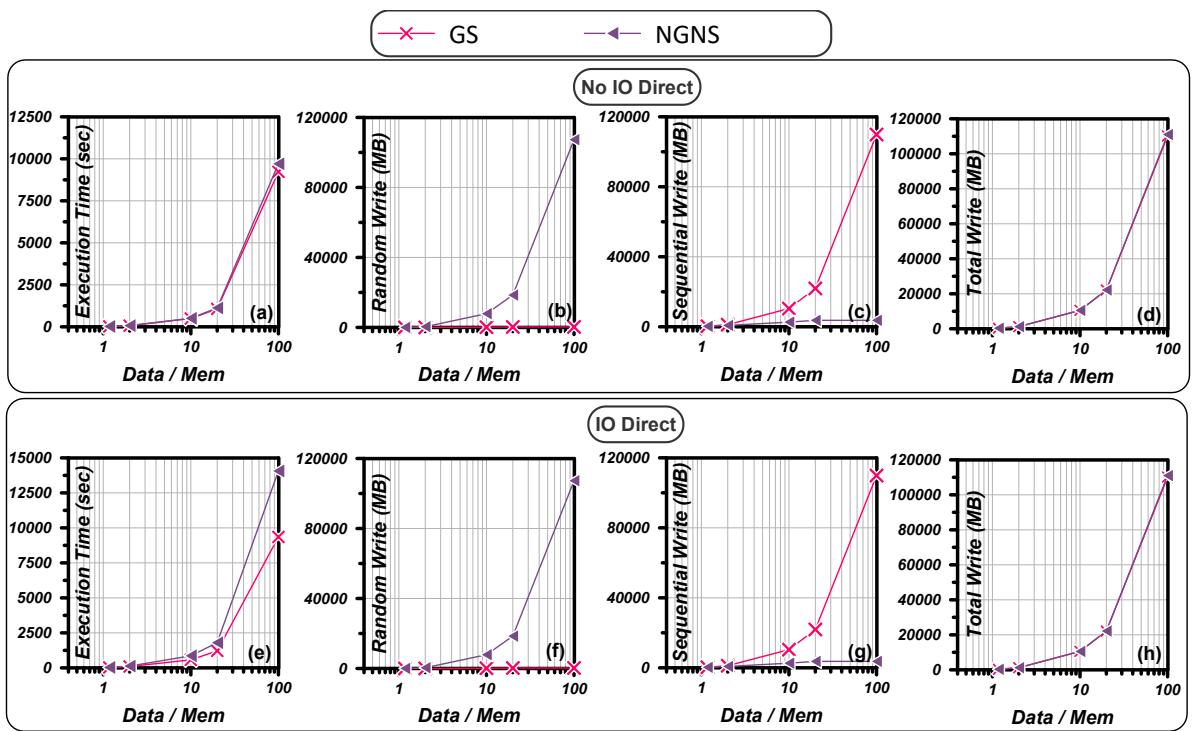 GS NGNS
No IO Direct
12500 10000 7500 5000 2500 0
Execution Time (sec)
(a)
1 10 100
Data / Mem
120000 80000 40000 0
Random Write (MB)
(b)
1 10 100
Data / Mem
120000 80000 40000 0
Sequential Write (MB)
(c)
1 10 100
Data / Mem
120000 100000 80000 60000 40000 20000 0
Total Write (MB)
(d)
1 10 100
Data / Mem
IO Direct
15000 12500 10000 7500 5000 2500 0
Execution Time (sec)
(e)
1 10 100
Data / Mem
120000 80000 40000 0
Random Write (MB)
(f)
1 10 100
Data / Mem
120000 80000 40000 0
Sequential Write (MB)
(g)
1 10 100
Data / Mem
120000 100000 80000 60000 40000 20000 0
Total Write (MB)
(h)
1 10 100
Data / Mem